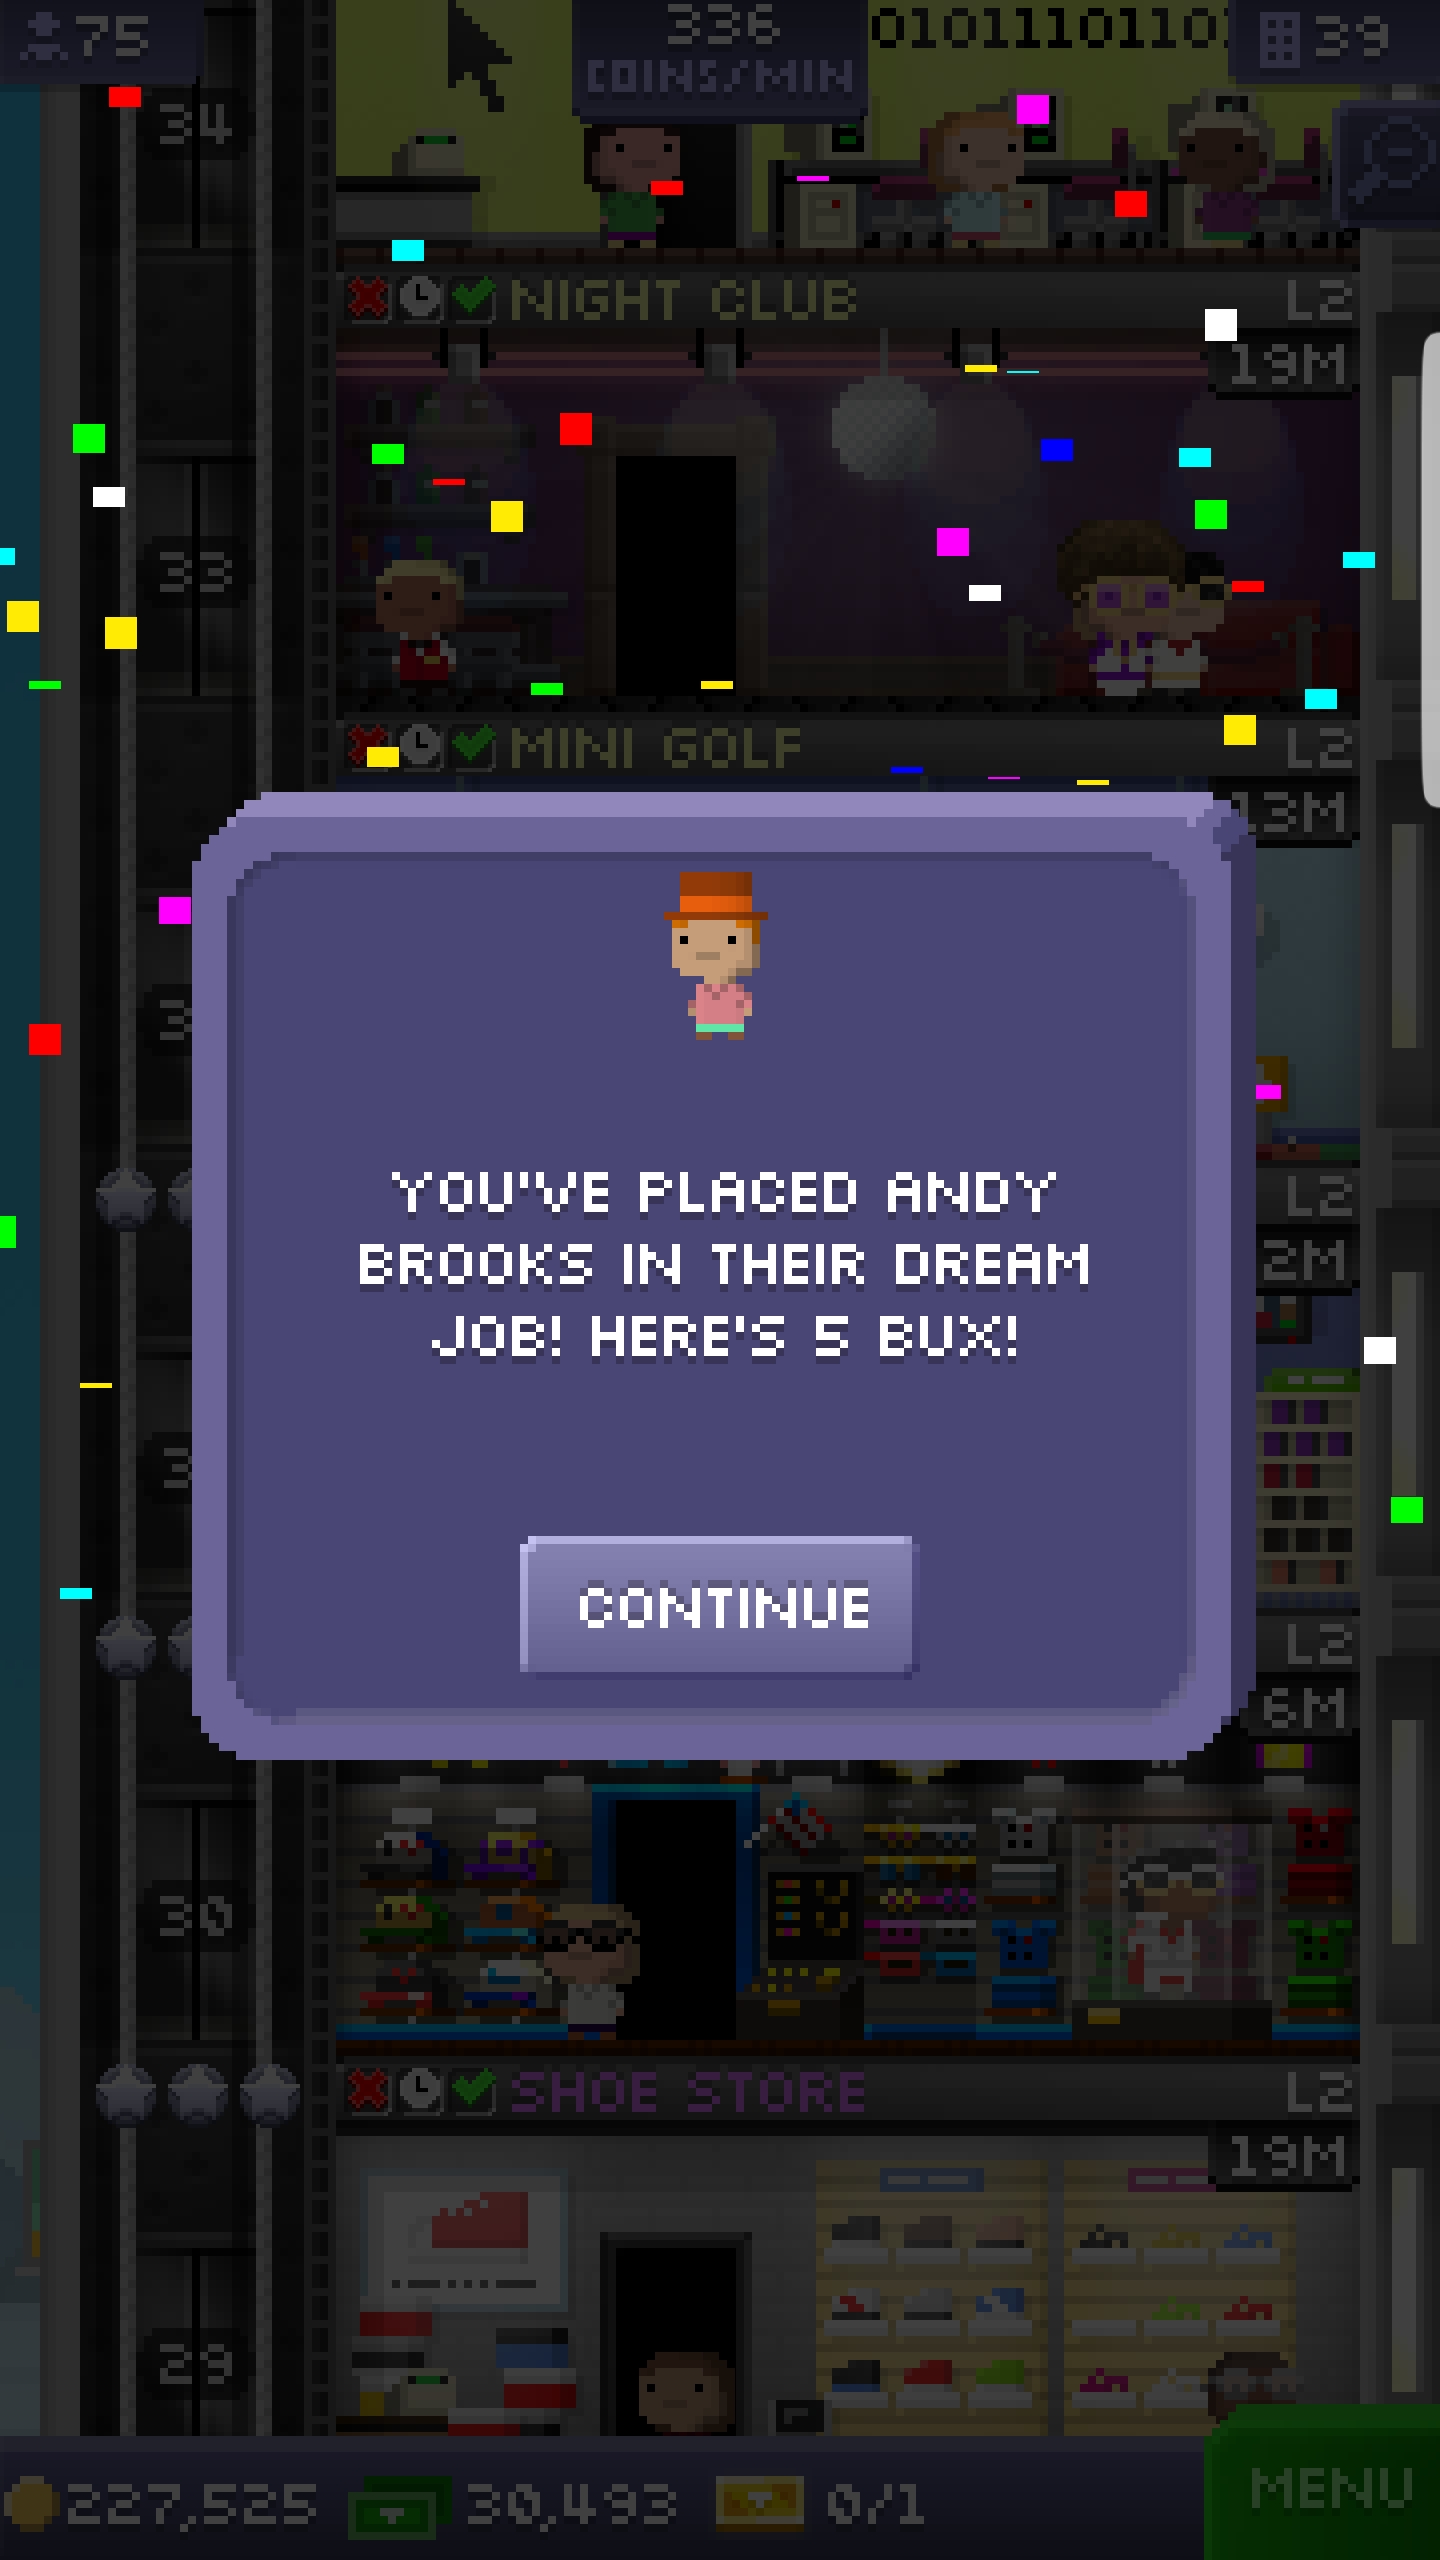 75
336
COINS/MIN
010111011101
39
34
NIGHT CLUB L2
19M
33
MINI GOLF L2
13M
L2
2M
YOU'VE PLACED ANDY
BROOKS IN THEIR DREAM
JOB! HERE'S 5 BUX!
CONTINUE
L2
6M
30
SHOE STORE L2
19M
29
227,525 30,493 0/1
MENU